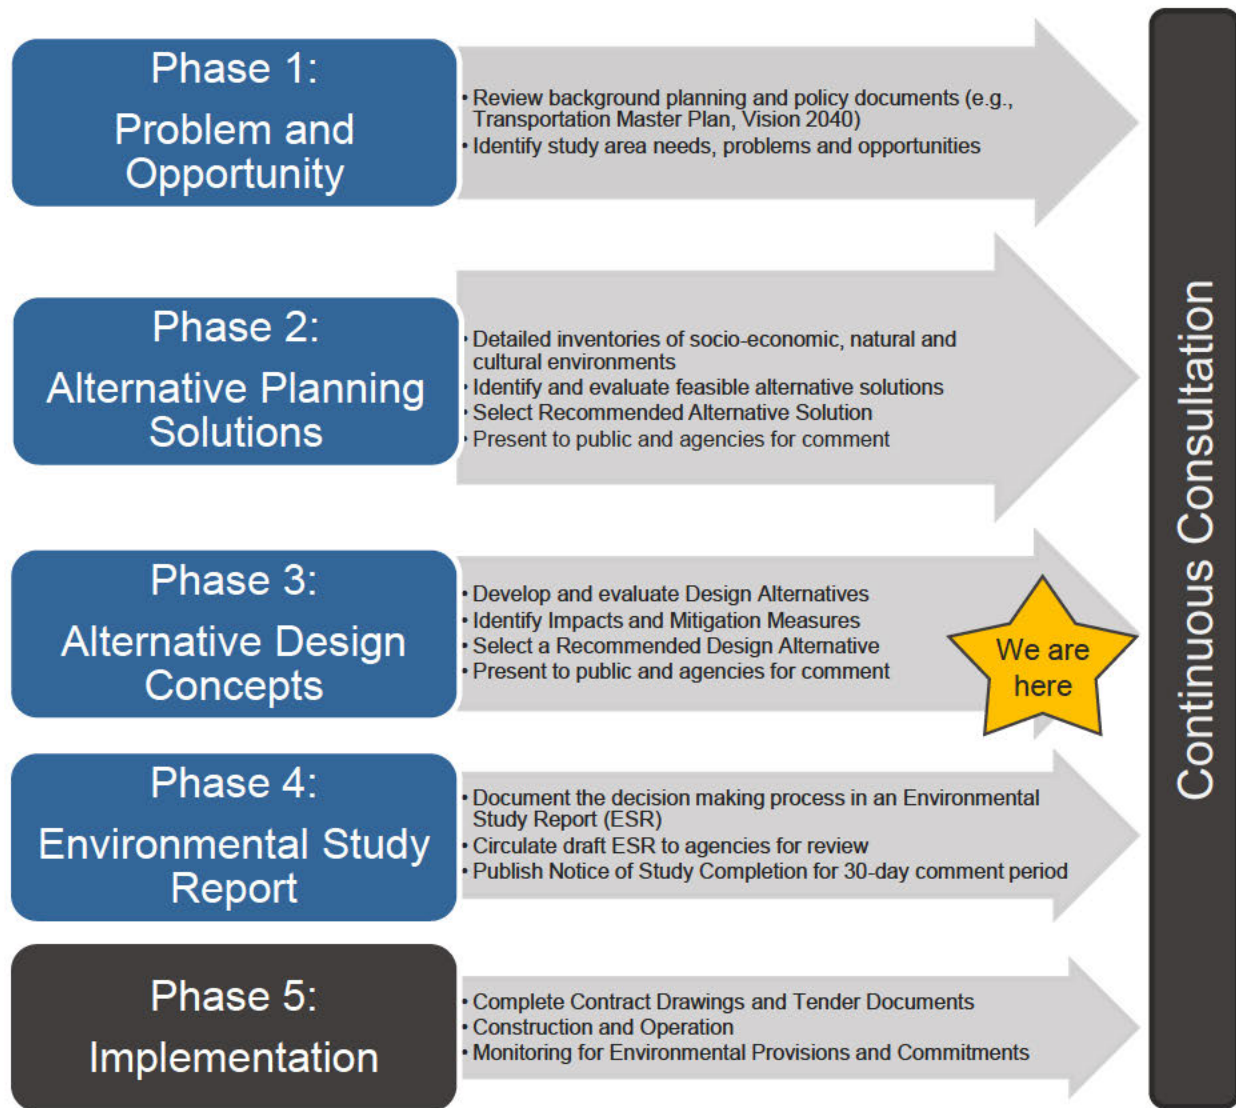 Phase 1:
Problem and
Opportunity
• Review background planning and policy documents (e.g.,
Transportation Master Plan, Vision 2040)
• Identify study area needs, problems and opportunities
Phase 2:
Alternative Planning
Solutions
• Detailed inventories of socio-economic, natural and
cultural environments
• Identify and evaluate feasible alternative solutions
• Select Recommended Alternative Solution
• Present to public and agencies for comment
Phase 3:
Alternative Design
Concepts
• Develop and evaluate Design Alternatives
• Identify Impacts and Mitigation Measures
• Select a Recommended Design Alternative
• Present to public and agencies for comment
We are
here
Phase 4:
Environmental Study
Report
• Document the decision making process in an Environmental
Study Report (ESR)
• Circulate draft ESR to agencies for review
• Publish Notice of Study Completion for 30-day comment period
Phase 5:
Implementation
• Complete Contract Drawings and Tender Documents
• Construction and Operation
• Monitoring for Environmental Provisions and Commitments
Continuous Consultation